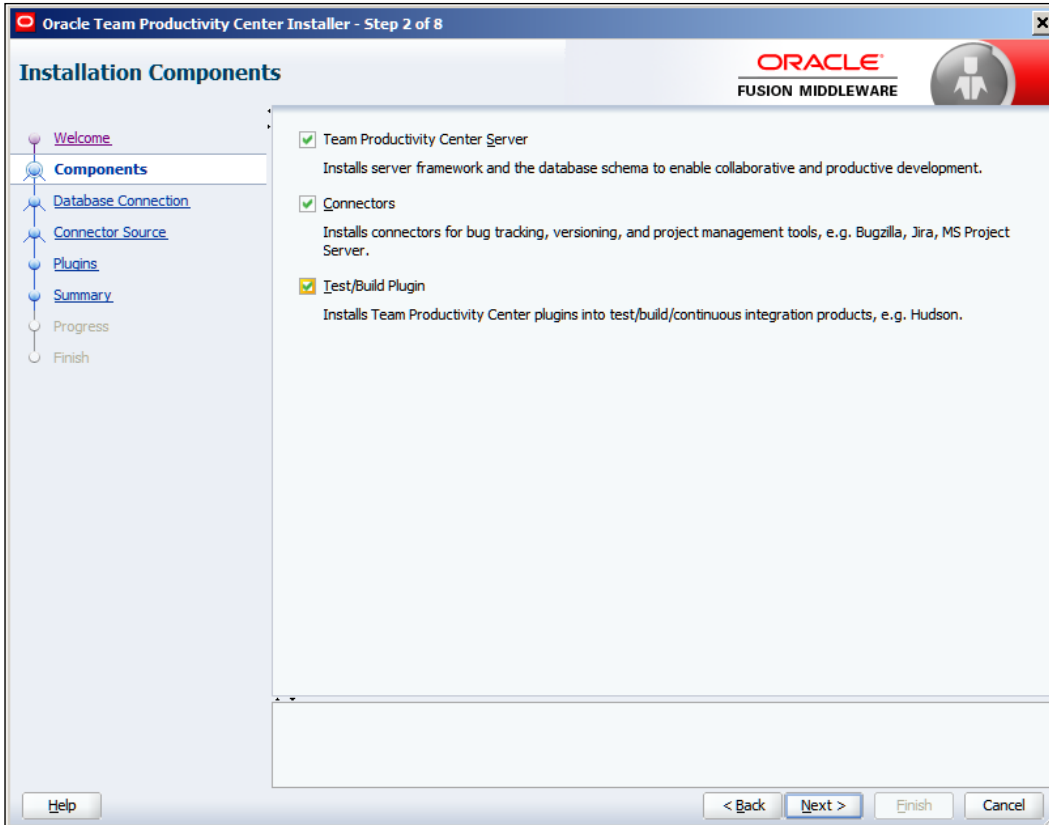 Oracle Team Productivity Center Installer - Step 2 of 8
Installation Components
ORACLE
FUSION MIDDLEWARE
Welcome
Components
Database Connection
Connector Source
Plugins
Summary
Progress
Finish
Team Productivity Center Server
Installs server framework and the database schema to enable collaborative and productive development.
Connectors
Installs connectors for bug tracking, versioning, and project management tools, e.g. Bugzilla, Jira, MS Project
Server.
Test/Build Plugin
Installs Team Productivity Center plugins into test/build/continuous integration products, e.g. Hudson.
Help
< Back
Next >
Finish
Cancel